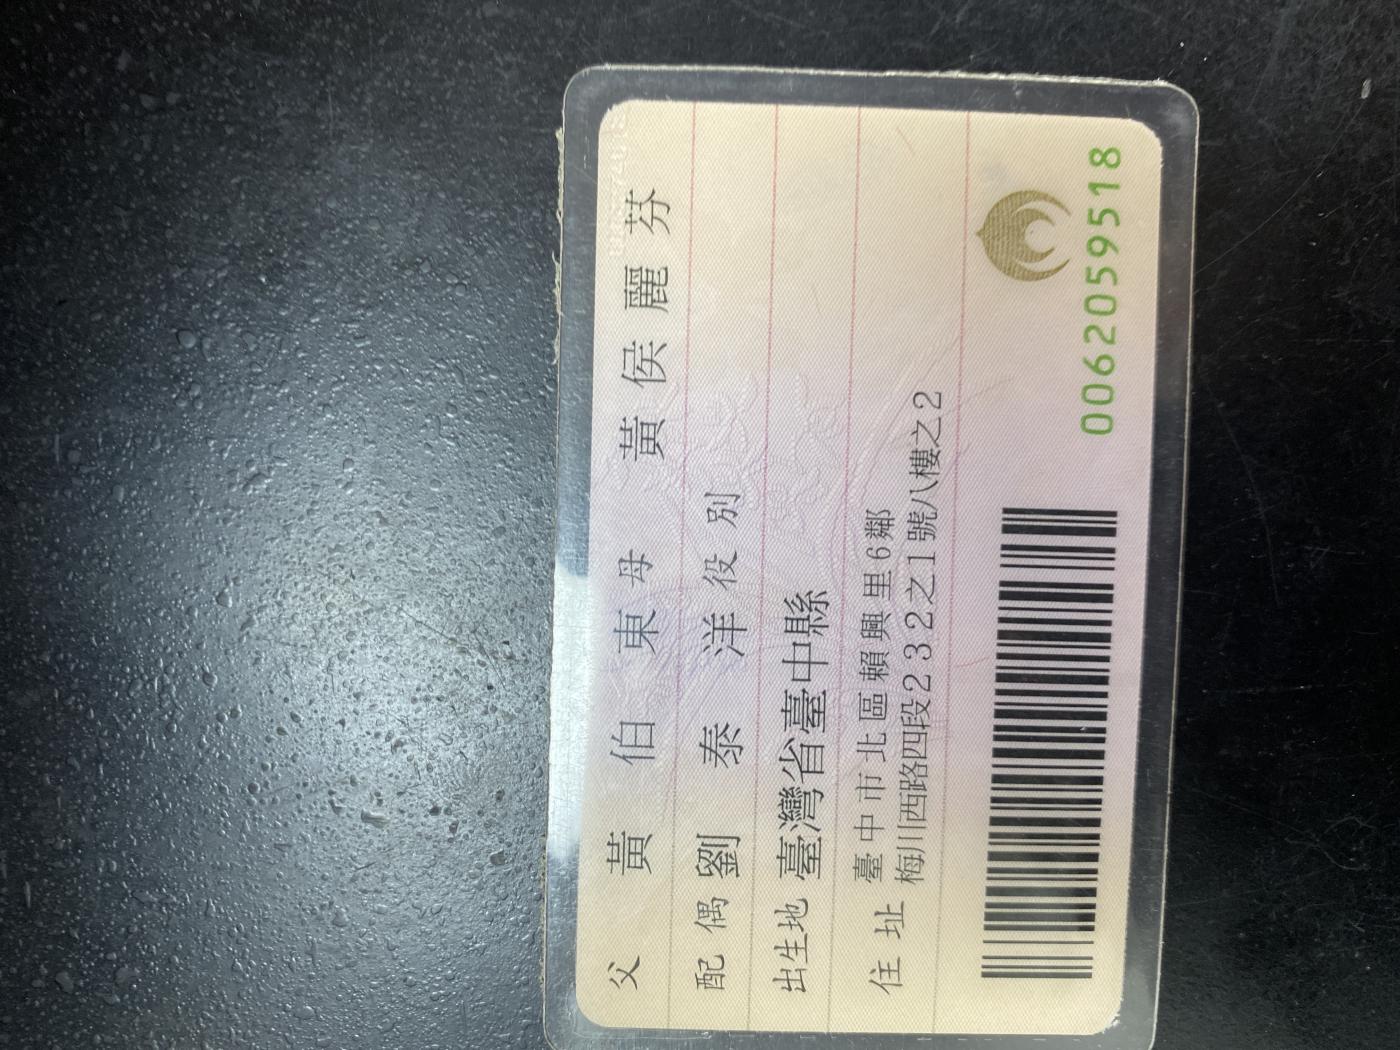 父 黃 伯 東 母 黃 侯 麗 芬
配 偶 劉 泰 洋 役 別
出生地 臺灣省臺中縣
住 址 臺中市北區賴興里6鄰
梅川西路四段232之1號八樓之2
0062059518